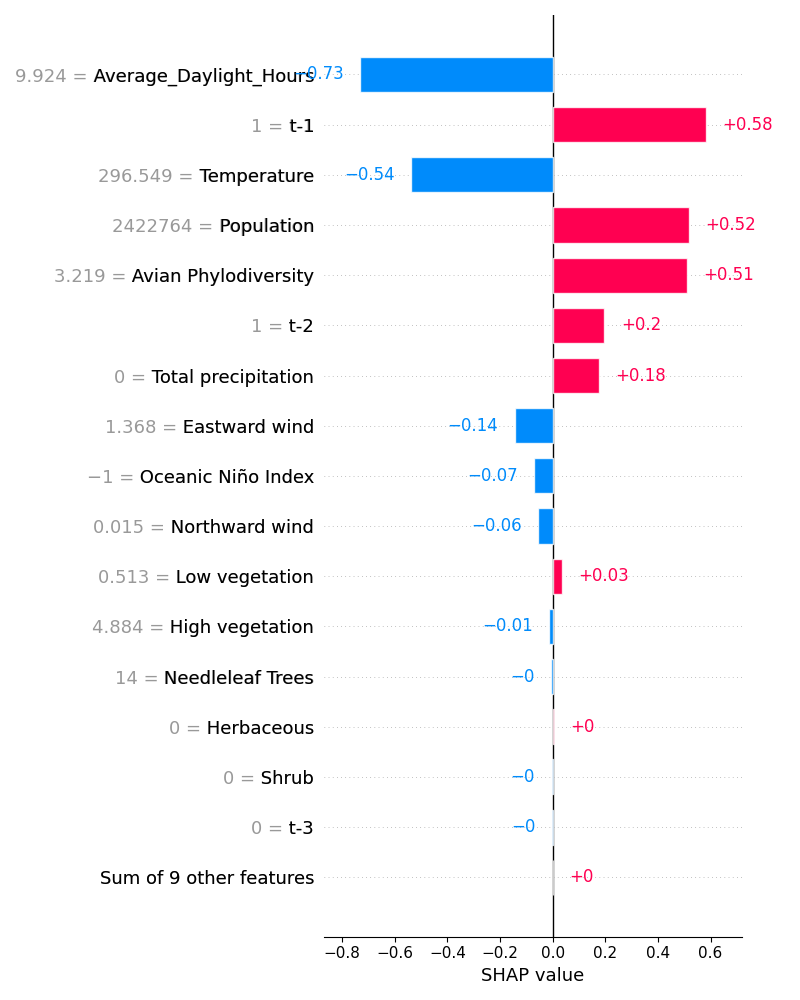 9.924 = Average_Daylight_Hours −0.73
1 = t-1 +0.58
296.549 = Temperature −0.54
2422764 = Population +0.52
3.219 = Avian Phylodiversity +0.51
1 = t-2 +0.2
0 = Total precipitation +0.18
1.368 = Eastward wind −0.14
−1 = Oceanic Niño Index −0.07
0.015 = Northward wind −0.06
0.513 = Low vegetation +0.03
4.884 = High vegetation −0.01
14 = Needleleaf Trees −0
0 = Herbaceous +0
0 = Shrub −0
0 = t-3 −0
Sum of 9 other features +0
−0.8 −0.6 −0.4 −0.2 0.0 0.2 0.4 0.6
SHAP value